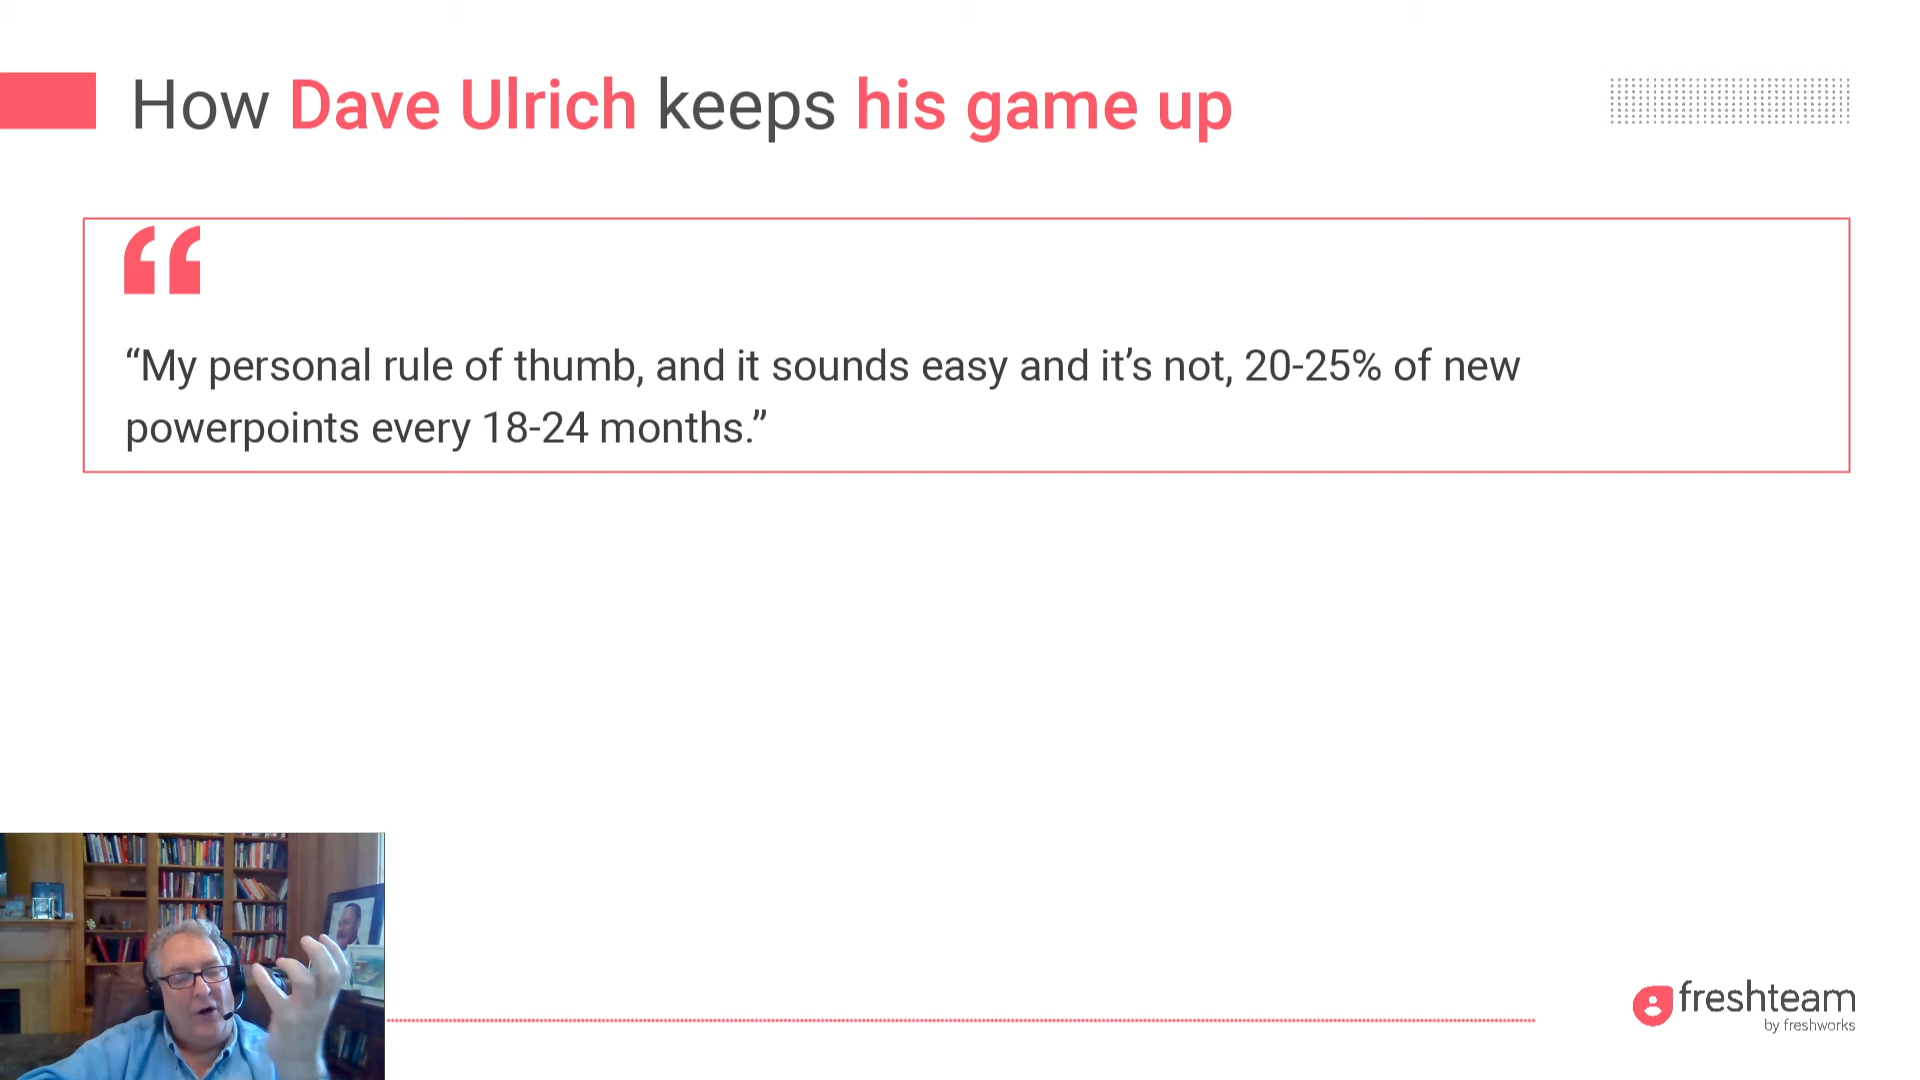 How Dave Ulrich keeps his game up
“My personal rule of thumb, and it sounds easy and it’s not, 20-25% of new
powerpoints every 18-24 months.”
freshteam
by freshworks